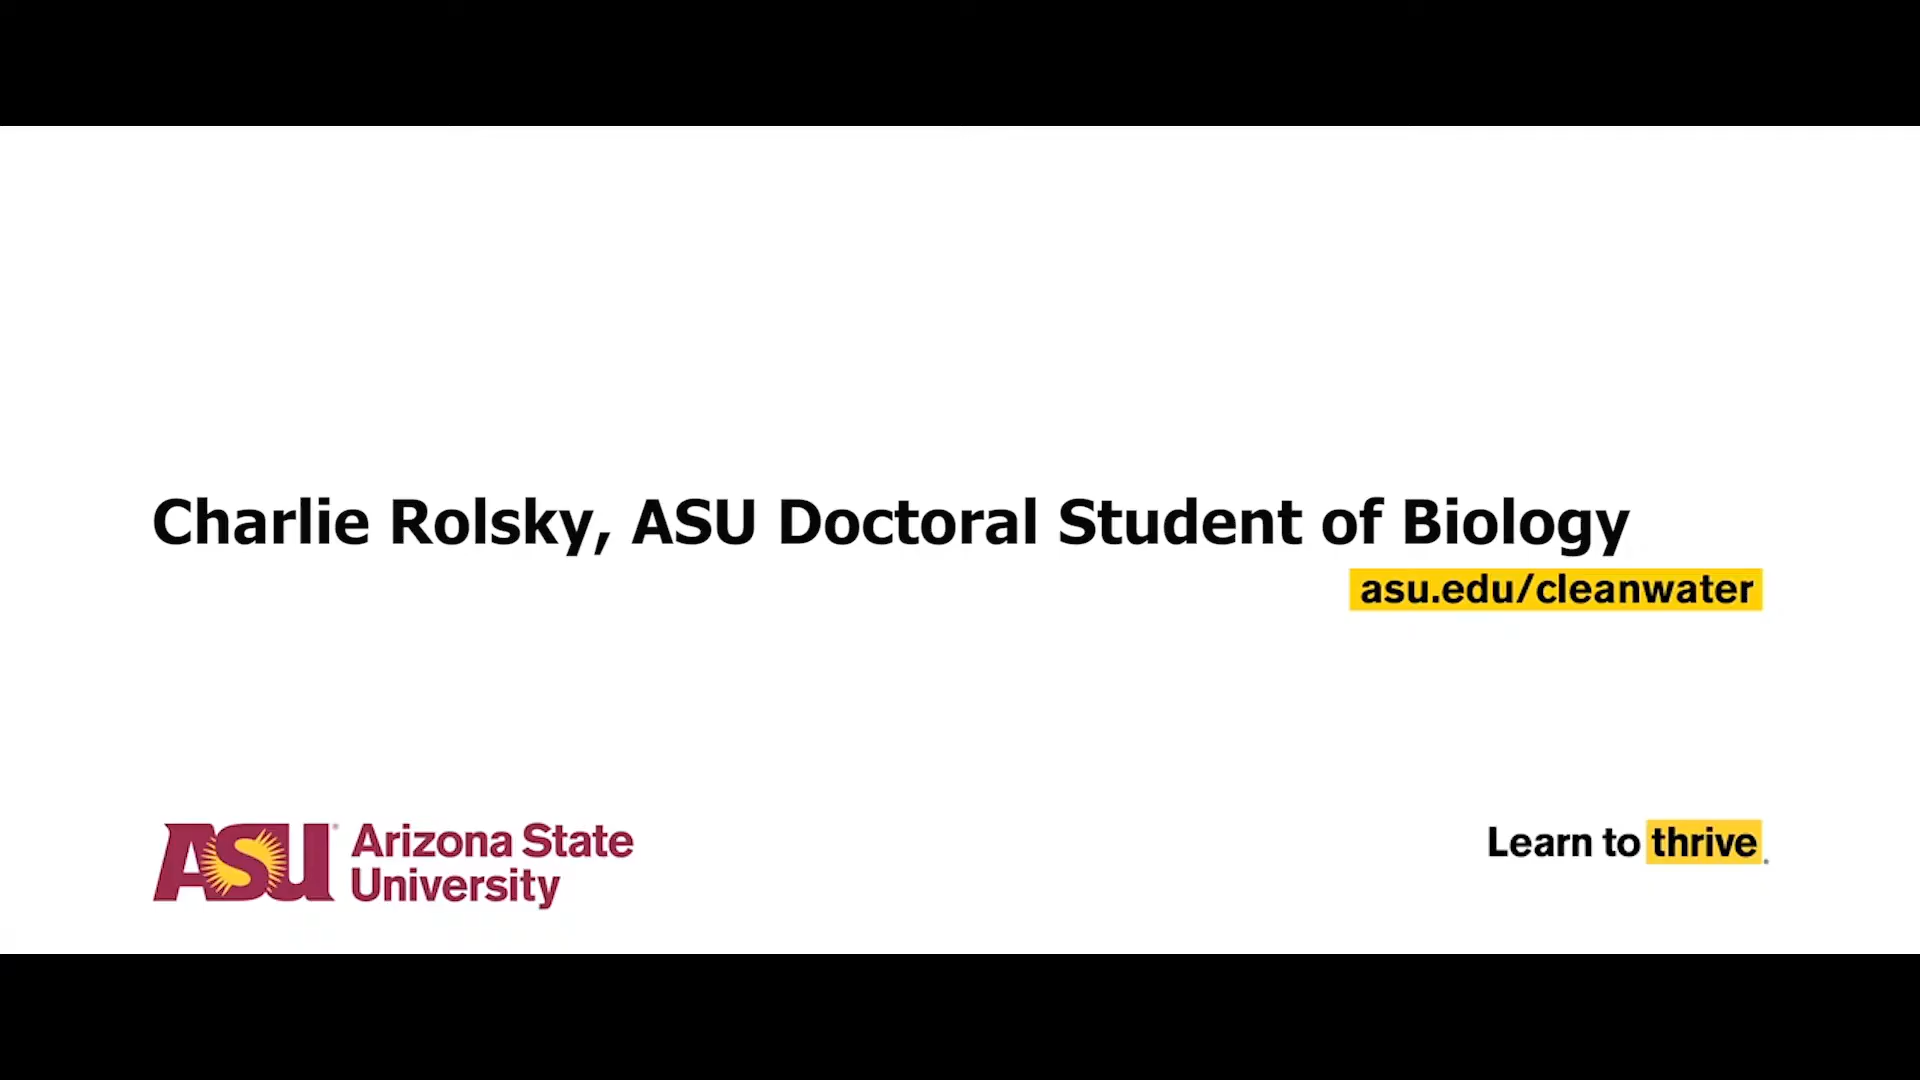 Charlie Rolsky, ASU Doctoral Student of Biology
asu.edu/cleanwater
ASU® Arizona State
University
Learn to thrive.